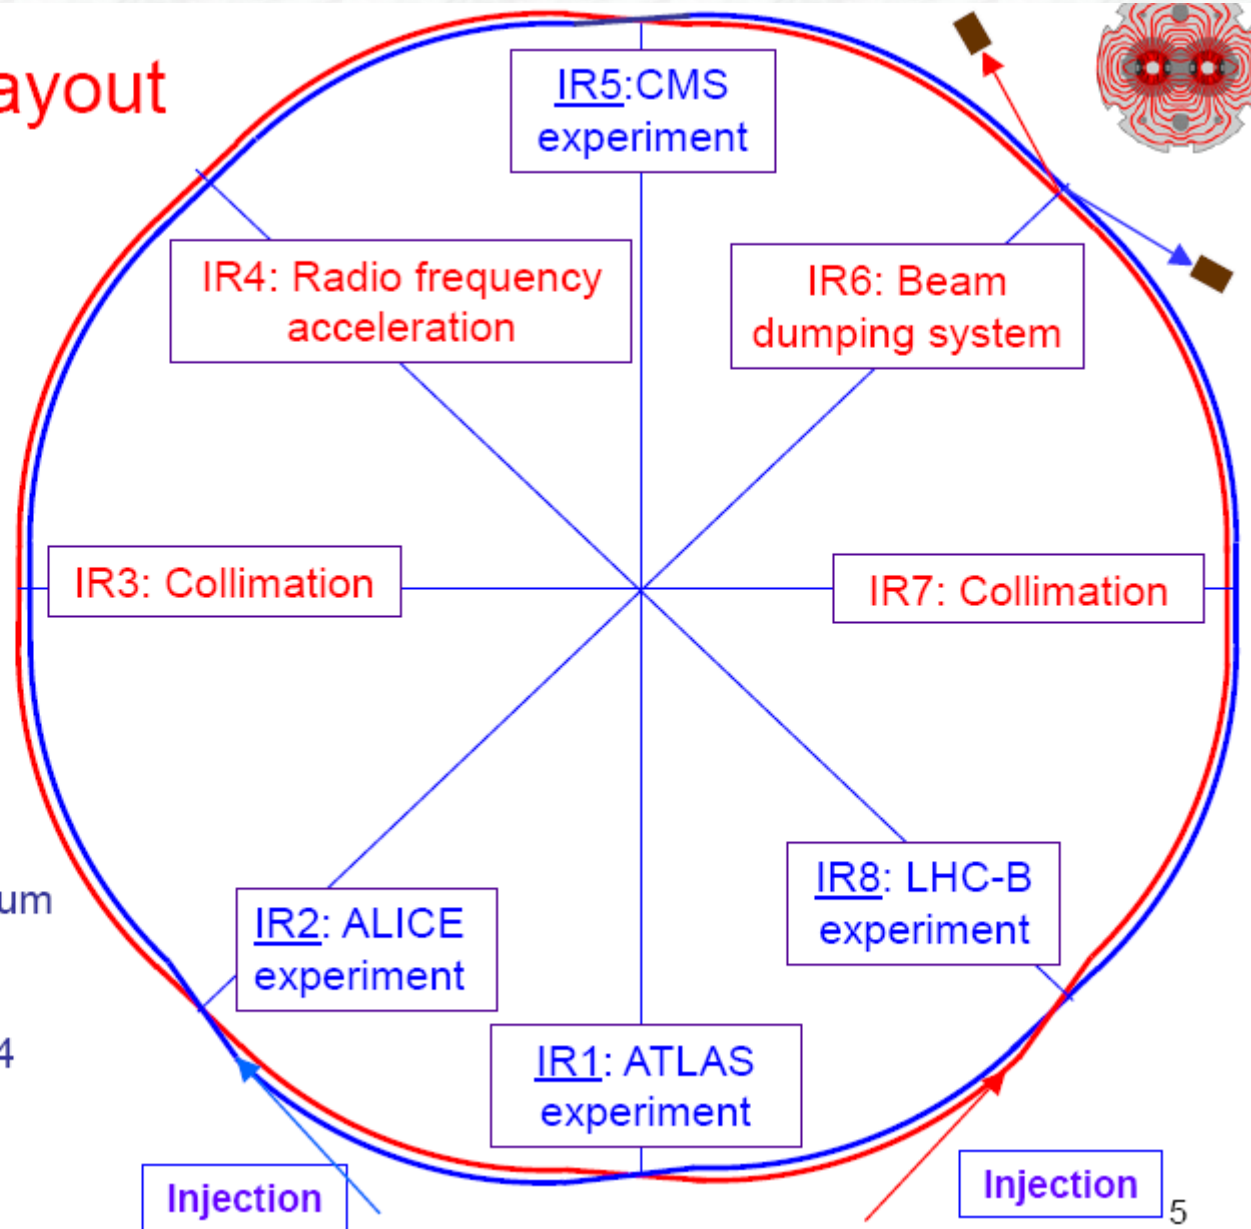 ayout
IR5:CMS
experiment
IR4: Radio frequency
acceleration
IR6: Beam
dumping system
IR3: Collimation
IR7: Collimation
um
IR2: ALICE
experiment
IR8: LHC-B
experiment
4
IR1: ATLAS
experiment
Injection
Injection
5